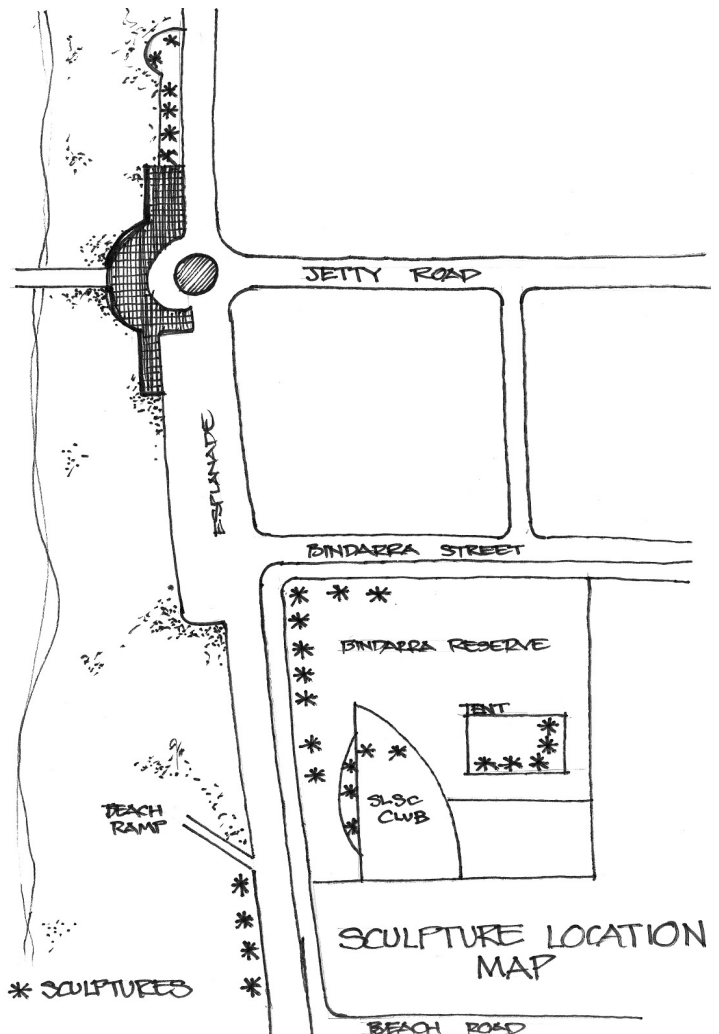 JETTY ROAD
ESPLANADE
BINDARRA STREET
BINDARRA RESERVE
TENT
SLSC
CLUB
BEACH
RAMP
SCULPTURE LOCATION
MAP
* SCULPTURES
BEACH ROAD